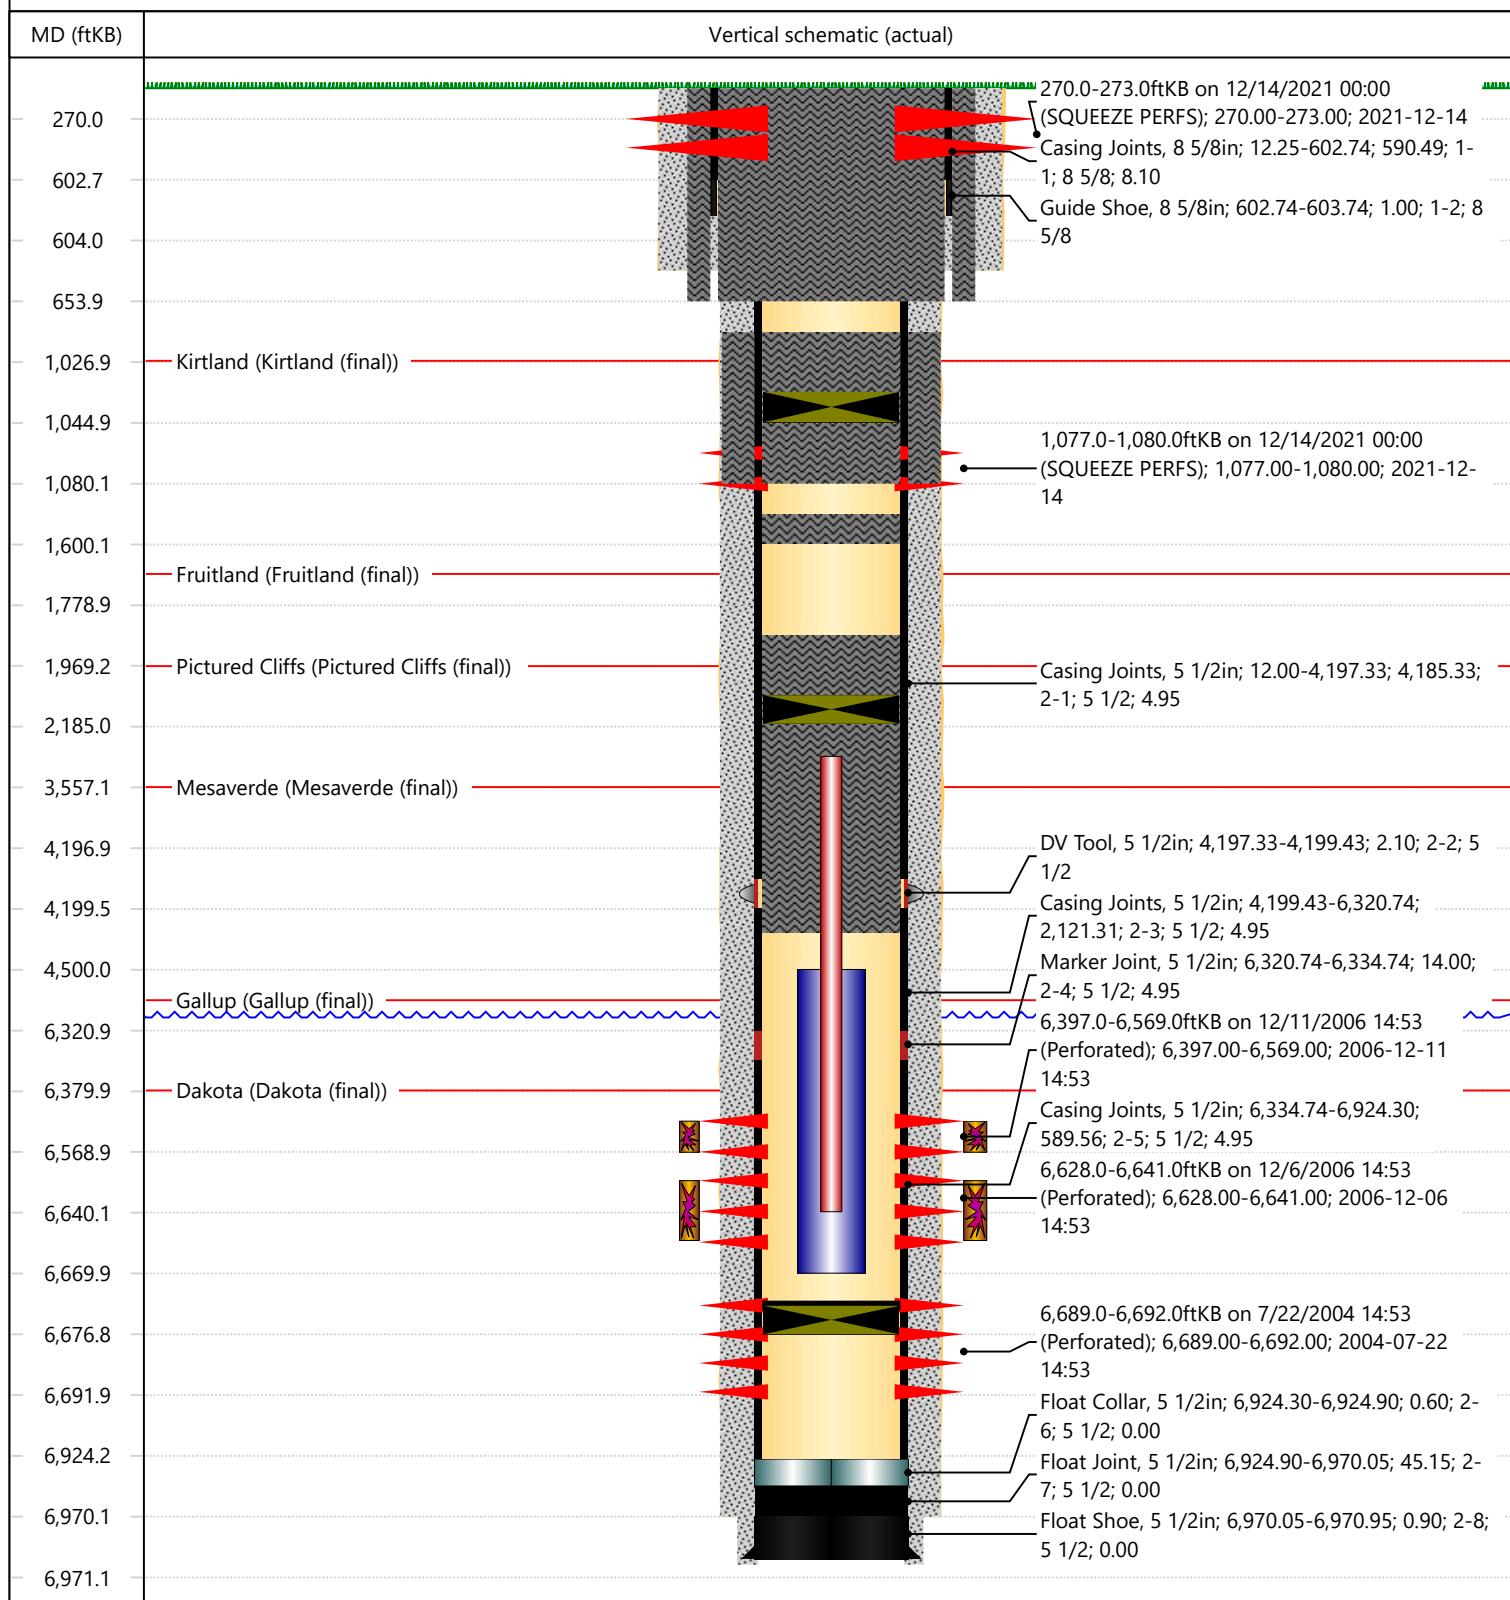 MD (ftKB)
Vertical schematic (actual)
270.0
602.7
604.0
653.9
1,026.9
1,044.9
1,080.1
1,600.1
1,778.9
1,969.2
2,185.0
3,557.1
4,196.9
4,199.5
4,500.0
6,320.9
6,379.9
6,568.9
6,640.1
6,669.9
6,676.8
6,691.9
6,924.2
6,970.1
6,971.1
Kirtland (Kirtland (final))
Fruitland (Fruitland (final))
Pictured Cliffs (Pictured Cliffs (final))
Mesaverde (Mesaverde (final))
Gallup (Gallup (final))
Dakota (Dakota (final))
270.0-273.0ftKB on 12/14/2021 00:00
(SQUEEZE PERFS); 270.00-273.00; 2021-12-14
Casing Joints, 8 5/8in; 12.25-602.74; 590.49; 1-
1; 8 5/8; 8.10
Guide Shoe, 8 5/8in; 602.74-603.74; 1.00; 1-2; 8
5/8
1,077.0-1,080.0ftKB on 12/14/2021 00:00
(SQUEEZE PERFS); 1,077.00-1,080.00; 2021-12-
14
Casing Joints, 5 1/2in; 12.00-4,197.33; 4,185.33;
2-1; 5 1/2; 4.95
DV Tool, 5 1/2in; 4,197.33-4,199.43; 2.10; 2-2; 5
1/2
Casing Joints, 5 1/2in; 4,199.43-6,320.74;
2,121.31; 2-3; 5 1/2; 4.95
Marker Joint, 5 1/2in; 6,320.74-6,334.74; 14.00;
2-4; 5 1/2; 4.95
6,397.0-6,569.0ftKB on 12/11/2006 14:53
(Perforated); 6,397.00-6,569.00; 2006-12-11
14:53
Casing Joints, 5 1/2in; 6,334.74-6,924.30;
589.56; 2-5; 5 1/2; 4.95
6,628.0-6,641.0ftKB on 12/6/2006 14:53
(Perforated); 6,628.00-6,641.00; 2006-12-06
14:53
6,689.0-6,692.0ftKB on 7/22/2004 14:53
(Perforated); 6,689.00-6,692.00; 2004-07-22
14:53
Float Collar, 5 1/2in; 6,924.30-6,924.90; 0.60; 2-
6; 5 1/2; 0.00
Float Joint, 5 1/2in; 6,924.90-6,970.05; 45.15; 2-
7; 5 1/2; 0.00
Float Shoe, 5 1/2in; 6,970.05-6,970.95; 0.90; 2-8;
5 1/2; 0.00